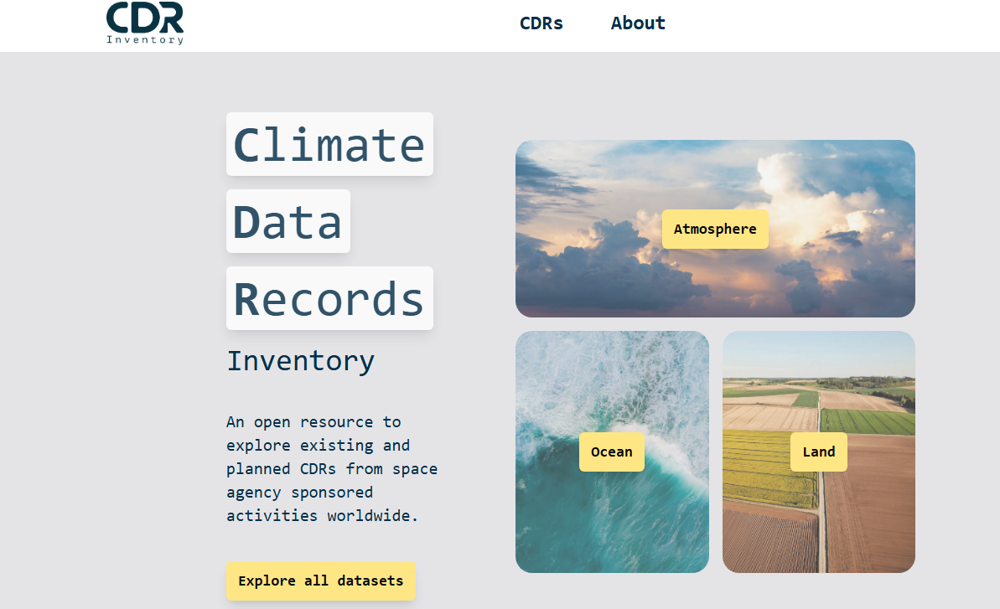 CDR
Inventory
CDRs
About
Climate
Data
Records
Inventory
An open resource to
explore existing and
planned CDRs from space
agency sponsored
activities worldwide.
Explore all datasets
Atmosphere
Ocean
Land